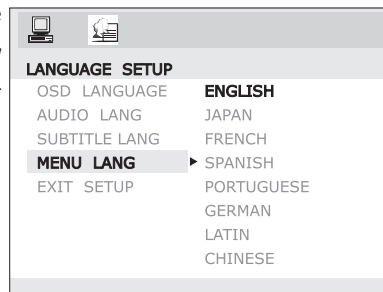 LANGUAGE SETUP
OSD LANGUAGE ENGLISH
AUDIO LANG JAPAN
SUBTITLE LANG FRENCH
MENU LANG SPANISH
EXIT SETUP PORTUGUESE
GERMAN
LATIN
CHINESE